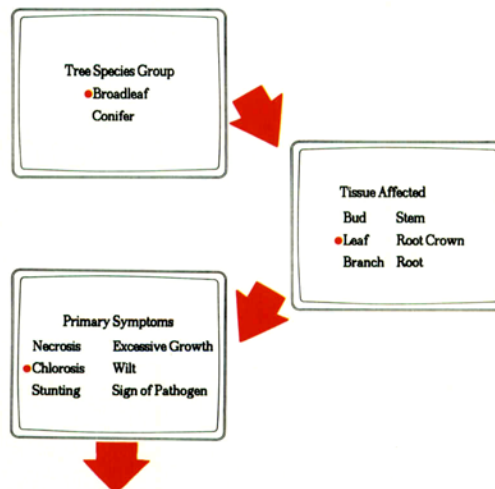 Tree Species Group
Broadleaf
Conifer
Tissue Affected
Bud Stem
Leaf Root Crown
Branch Root
Primary Symptoms
Necrosis Excessive Growth
Chlorosis Wilt
Stunting Sign of Pathogen